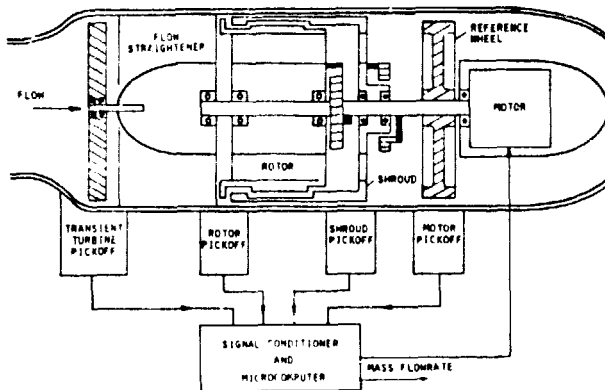 FLOW
STRAIGHTENER
REFERENCE
WHEEL
FLOW
MOTOR
ROTOR
SHROUD
TRANSIENT
TURBINE
PICKOFF
ROTOR
PICKOFF
SHROUD
PICKOFF
MOTOR
PICKOFF
SIGNAL CONDITIONER
AND
MICROCOMPUTER
MASS FLOWRATE